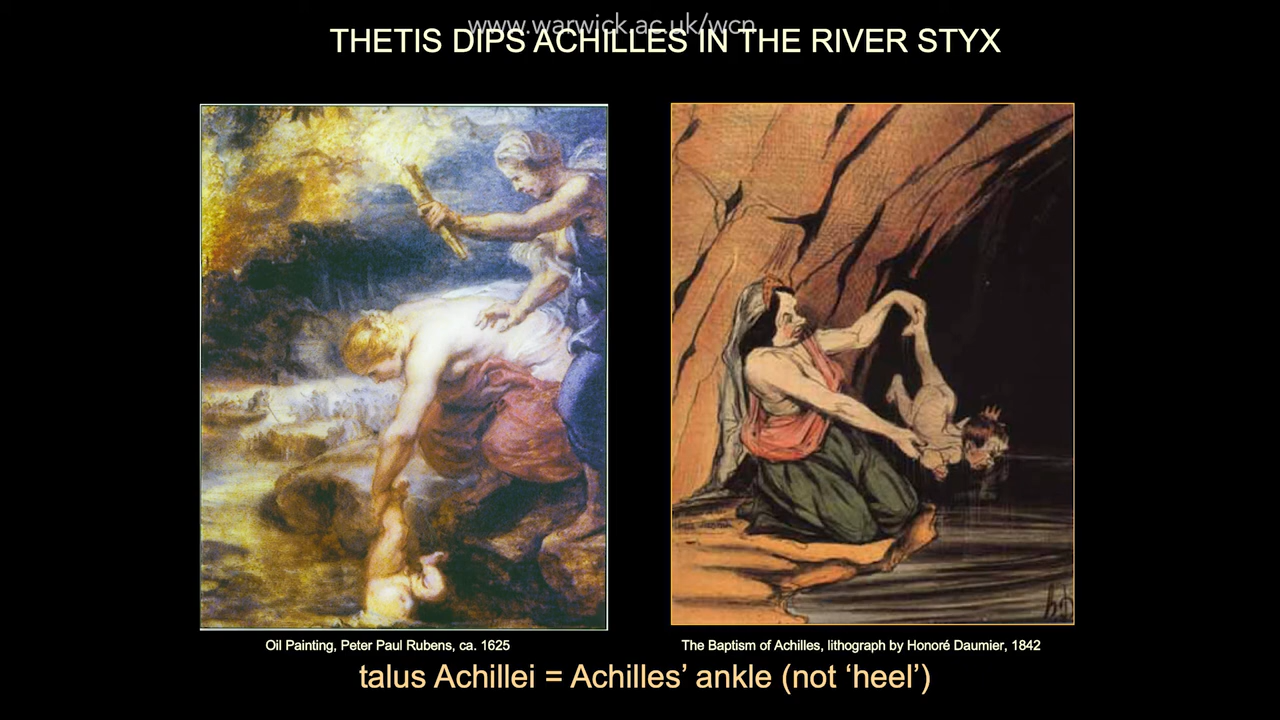 www.warwick.ac.uk/wcn
THETIS DIPS ACHILLES IN THE RIVER STYX
Oil Painting, Peter Paul Rubens, ca. 1625
The Baptism of Achilles, lithograph by Honoré Daumier, 1842
talus Achillei = Achilles’ ankle (not ‘heel’)